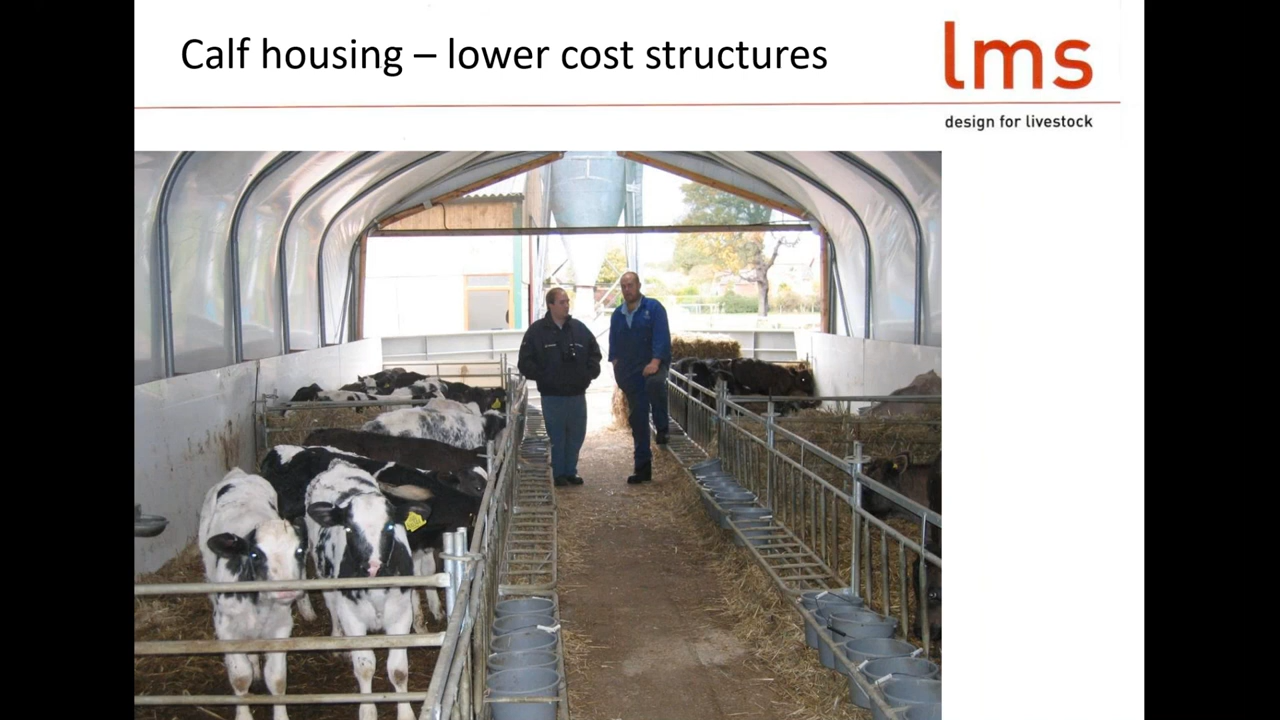 Calf housing – lower cost structures
lms
design for livestock